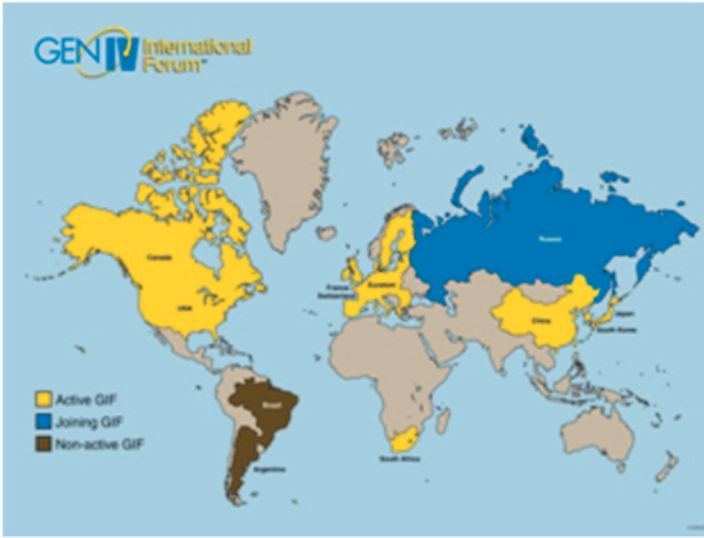 GEN IV International
Forum™
Canada
USA
France
Switzerland
Euratom
Russia
China
Japan
South Korea
Brazil
Argentina
South Africa
Active GIF
Joining GIF
Non-active GIF